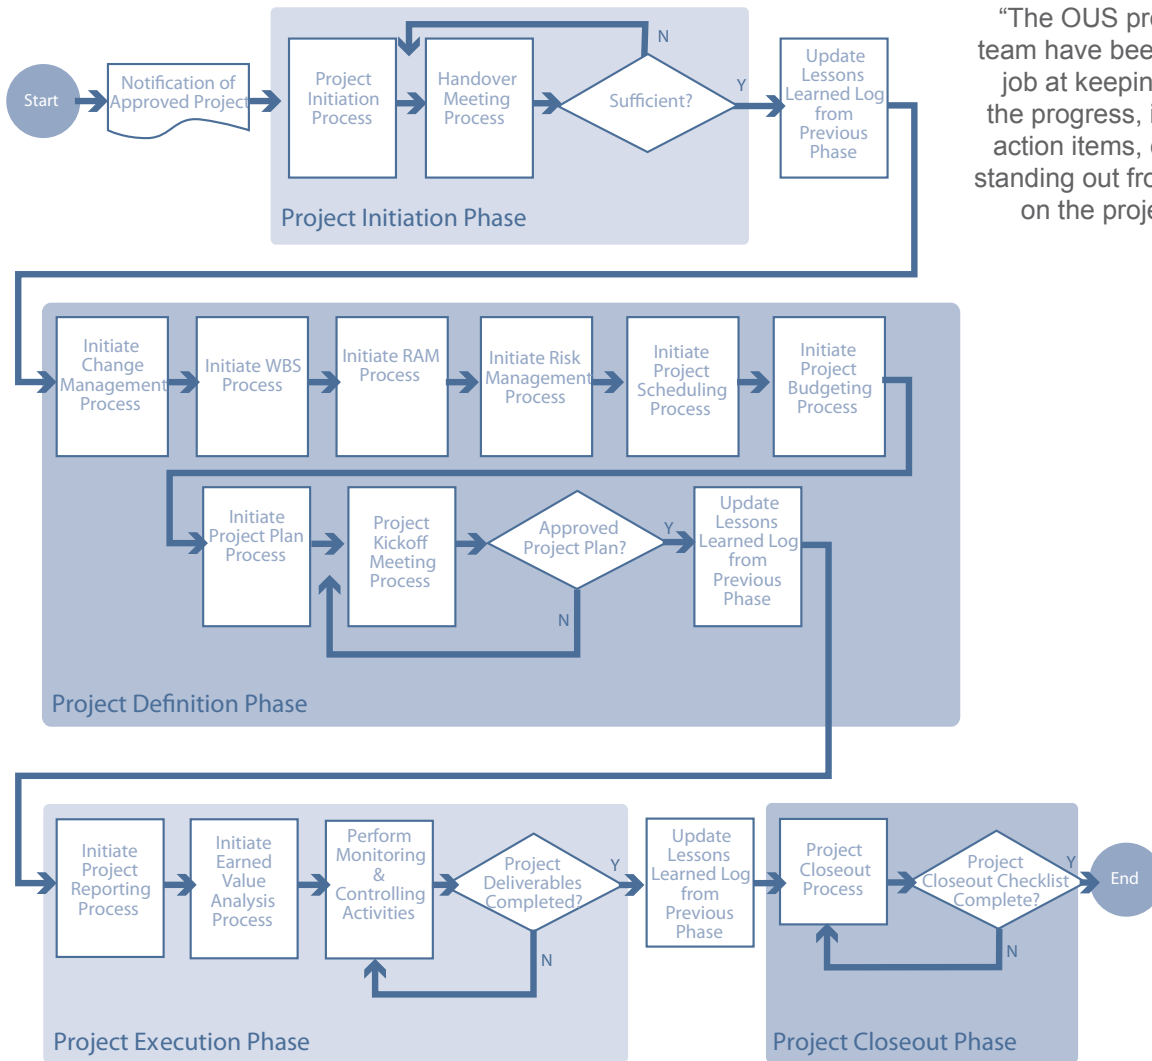 Start
Notification of
Approved Project
Project
Initiation
Process
Handover
Meeting
Process
Sufficient?
N
Y
Project Initiation Phase
Update
Lessons
Learned Log
from
Previous
Phase
“The OUS
team have bee
job at keepin
the progress,
action items,
standing out
on the
Initiate
Change
Management
Process
Initiate WBS
Process
Initiate RAM
Process
Initiate Risk
Management
Process
Initiate
Project
Scheduling
Process
Initiate
Project
Budgeting
Process
Initiate
Project Plan
Process
Project
Kickoff
Meeting
Process
Approved
Project Plan?
Y
N
Update
Lessons
Learned Log
from
Previous
Phase
Project Definition Phase
Initiate
Project
Reporting
Process
Initiate
Earned
Value
Analysis
Process
Perform
Monitoring
&
Controlling
Activities
Project
Deliverables
Completed?
Y
N
Project Execution Phase
Update
Lessons
Learned Log
from
Previous
Phase
Project
Closeout
Process
Project
Closeout Checklist
Complete?
Y
N
Project Closeout Phase
End